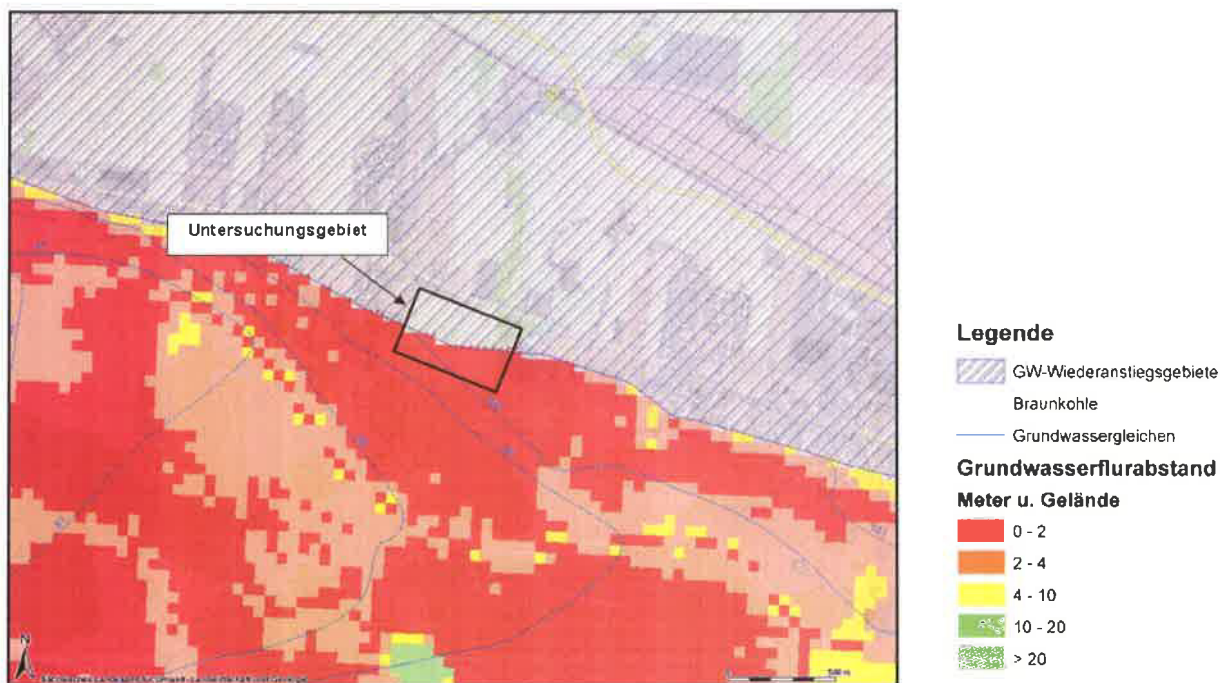 Untersuchungsgebiet
N
Legende
GW-Wiederanstiegsgebiete
Braunkohle
Grundwassergleichen
Grundwasserflurabstand
Meter u. Gelände
0 - 2
2 - 4
4 - 10
10 - 20
> 20